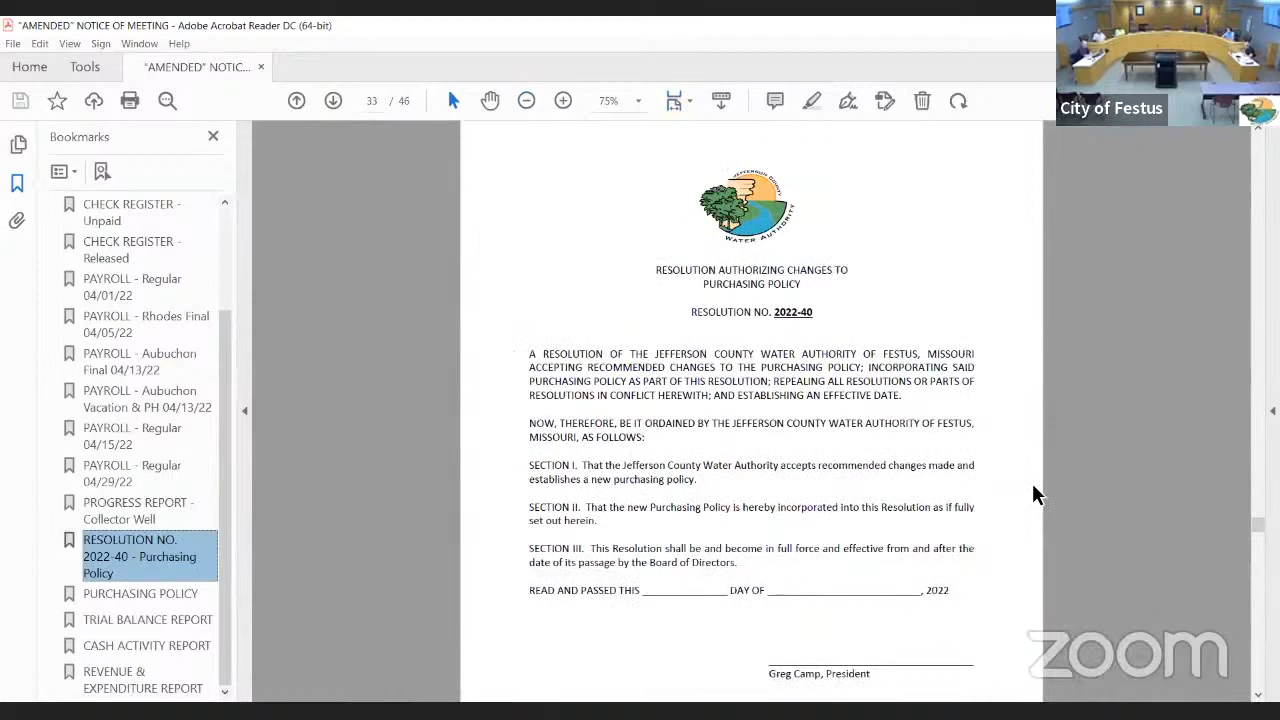 "AMENDED" NOTICE OF MEETING - Adobe Acrobat Reader DC (64-bit)
File Edit View Sign Window Help
Home Tools "AMENDED" NOTIC... ×
33 / 46 75%
City of Festus
Bookmarks
CHECK REGISTER -
Unpaid
CHECK REGISTER -
Released
PAYROLL - Regular
04/01/22
PAYROLL - Rhodes Final
04/05/22
PAYROLL - Aubuchon
Final 04/13/22
PAYROLL - Aubuchon
Vacation & PH 04/13/22
PAYROLL - Regular
04/15/22
PAYROLL - Regular
04/29/22
PROGRESS REPORT -
Collector Well
RESOLUTION NO.
2022-40 - Purchasing
Policy
PURCHASING POLICY
TRIAL BALANCE REPORT
CASH ACTIVITY REPORT
REVENUE &
EXPENDITURE REPORT
JEFFERSON COUNTY
WATER AUTHORITY
RESOLUTION AUTHORIZING CHANGES TO
PURCHASING POLICY
RESOLUTION NO. 2022-40
A RESOLUTION OF THE JEFFERSON COUNTY WATER AUTHORITY OF FESTUS, MISSOURI
ACCEPTING RECOMMENDED CHANGES TO THE PURCHASING POLICY; INCORPORATING SAID
PURCHASING POLICY AS PART OF THIS RESOLUTION; REPEALING ALL RESOLUTIONS OR PARTS OF
RESOLUTIONS IN CONFLICT HEREWITH; AND ESTABLISHING AN EFFECTIVE DATE.
NOW, THEREFORE, BE IT ORDAINED BY THE JEFFERSON COUNTY WATER AUTHORITY OF FESTUS,
MISSOURI, AS FOLLOWS:
SECTION I. That the Jefferson County Water Authority accepts recommended changes made and
establishes a new purchasing policy.
SECTION II. That the new Purchasing Policy is hereby incorporated into this Resolution as if fully
set out herein.
SECTION III. This Resolution shall be and become in full force and effective from and after the
date of its passage by the Board of Directors.
READ AND PASSED THIS _______________ DAY OF ___________________________, 2022
Greg Camp, President
zoom